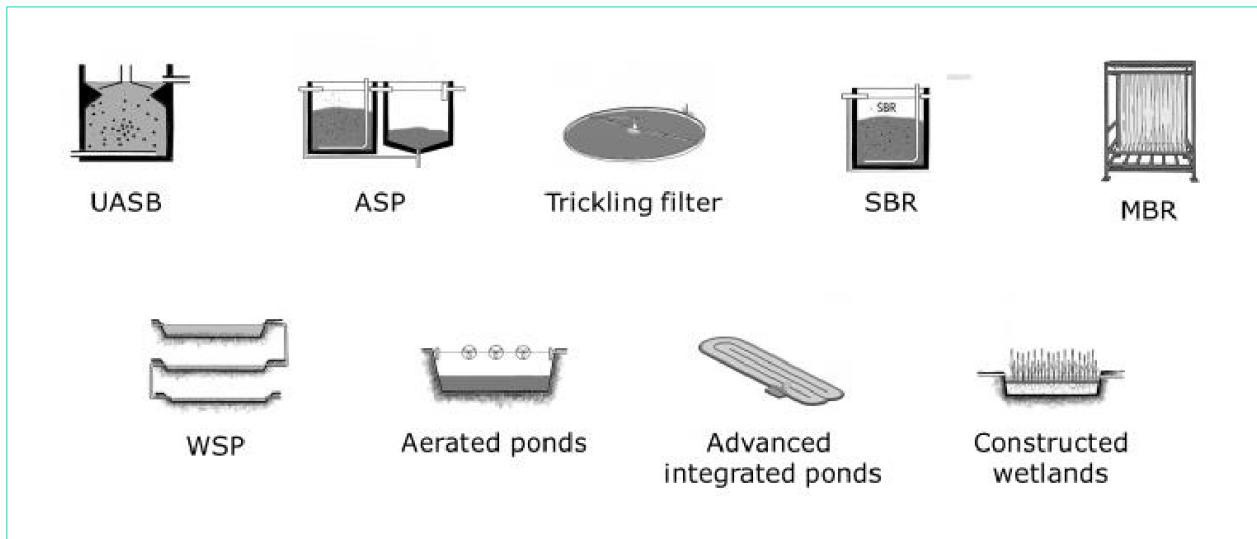 UASB
ASP
Trickling filter
SBR
SBR
MBR
WSP
Aerated ponds
Advanced
integrated ponds
Constructed
wetlands